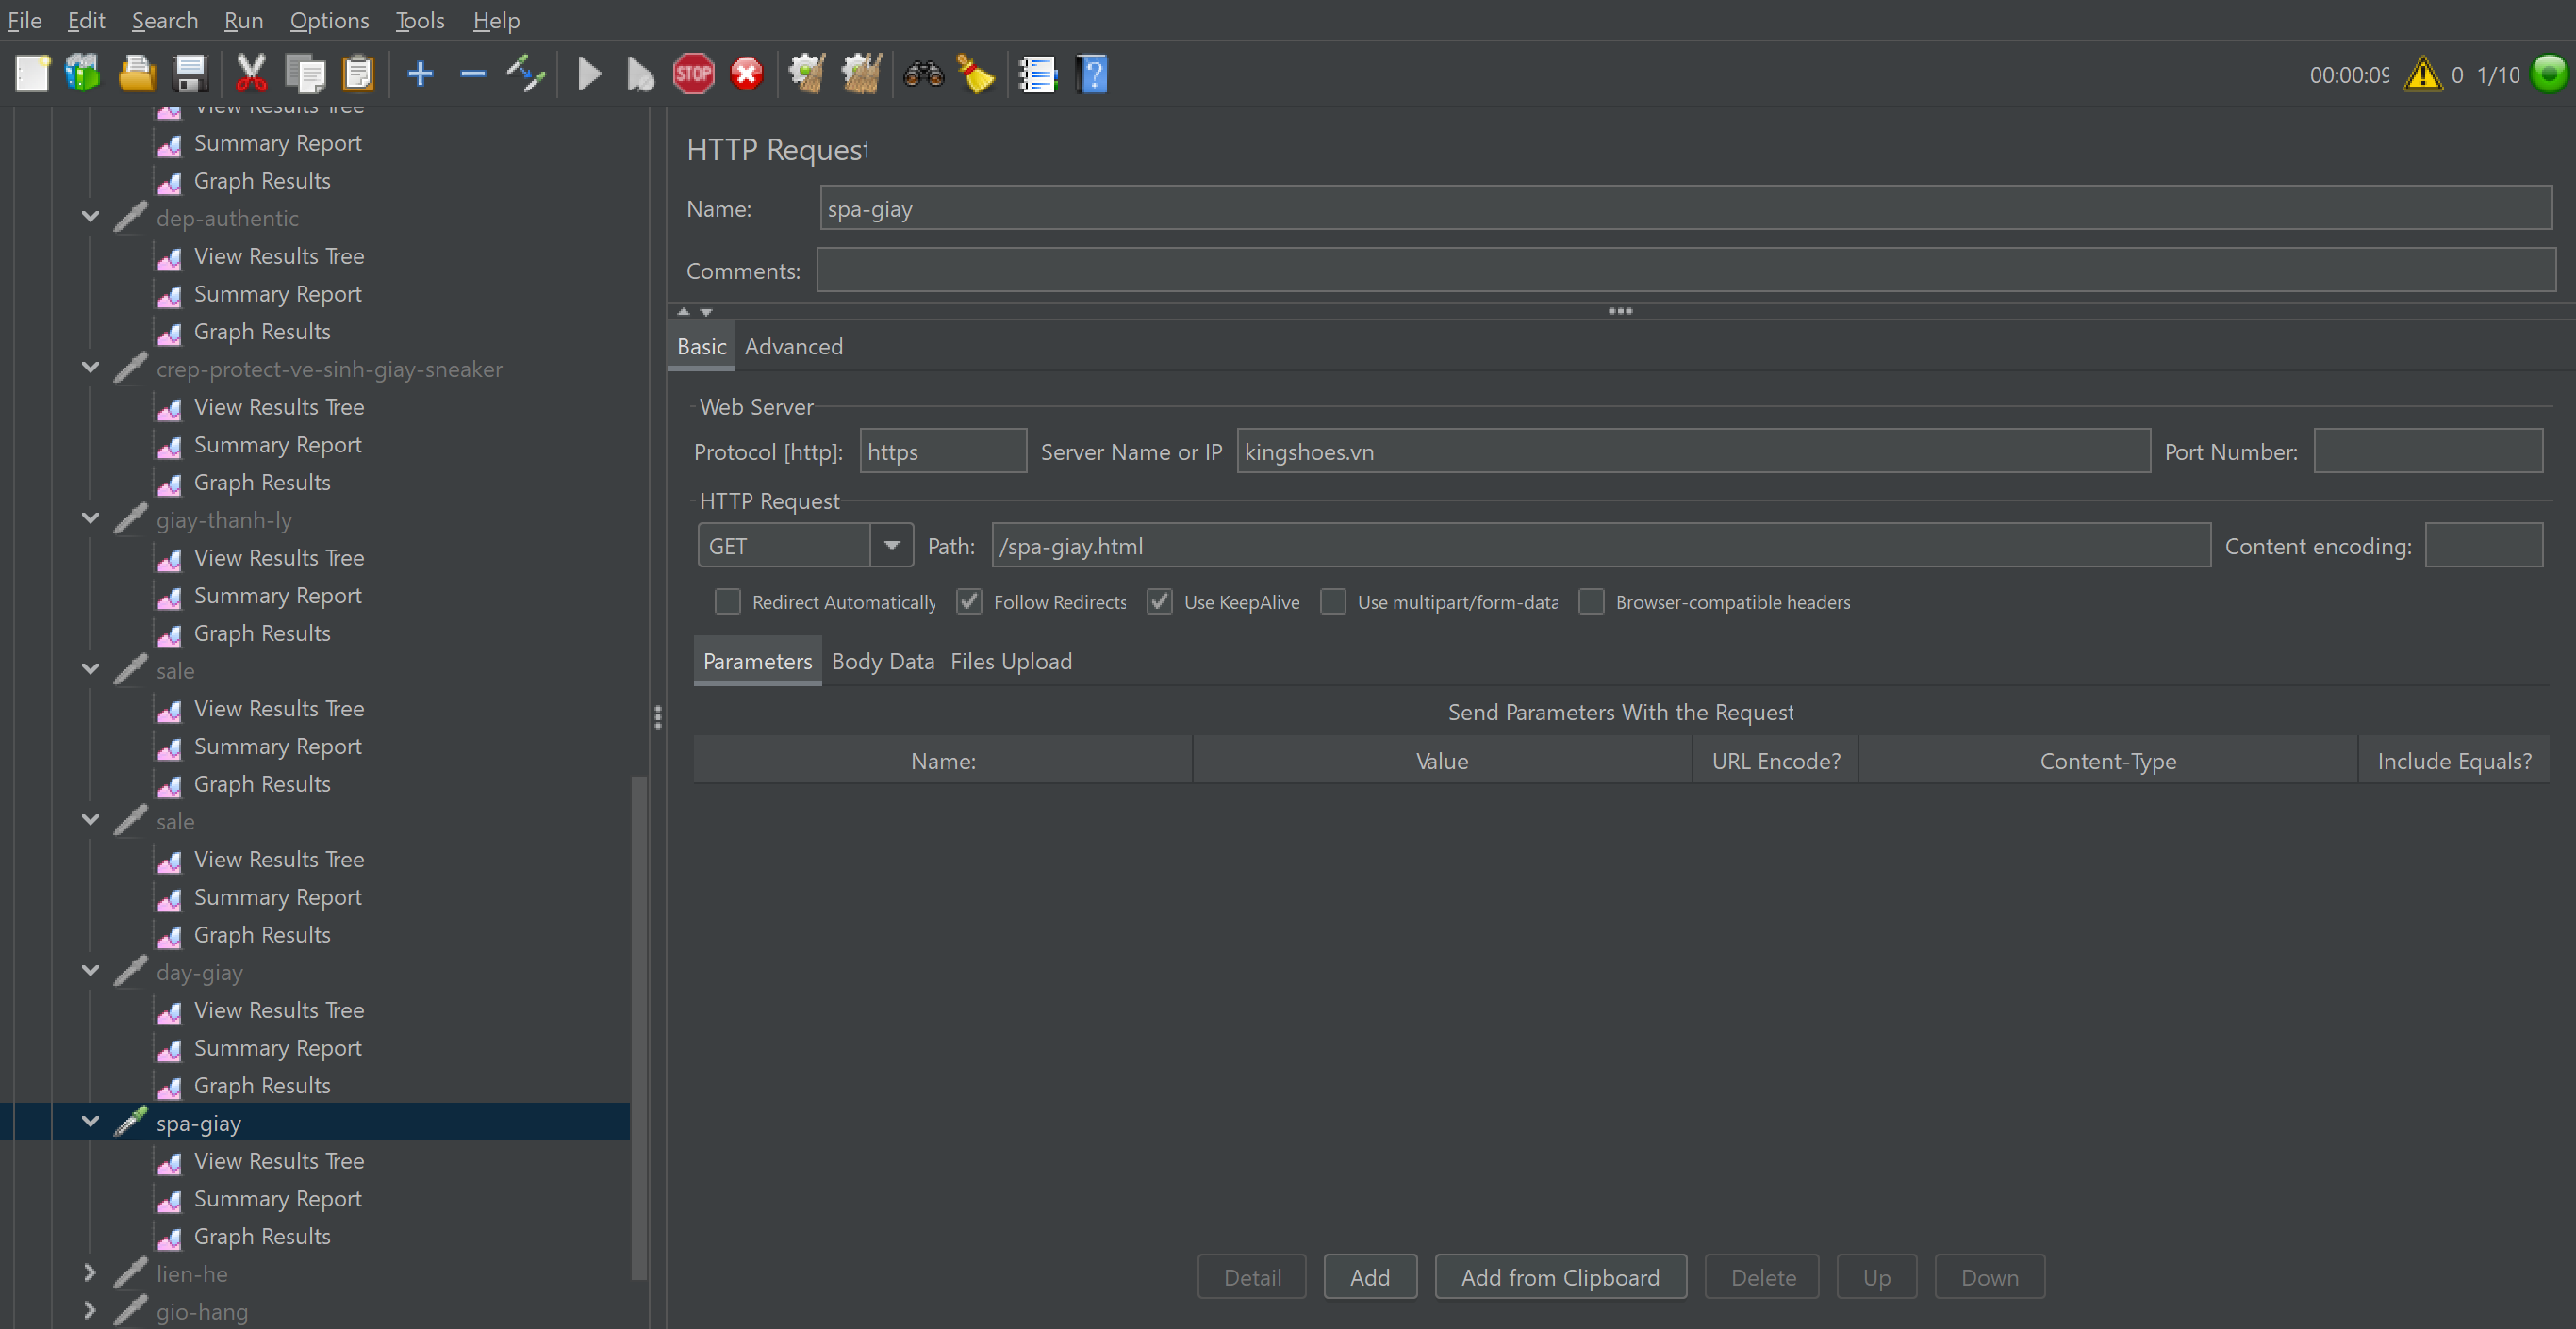 File Edit Search Run Options Tools Help
STOP
00:00:09 0 1/10
View Results Tree
Summary Report
Graph Results
dep-authentic
View Results Tree
Summary Report
Graph Results
crep-protect-ve-sinh-giay-sneaker
View Results Tree
Summary Report
Graph Results
giay-thanh-ly
View Results Tree
Summary Report
Graph Results
sale
View Results Tree
Summary Report
Graph Results
sale
View Results Tree
Summary Report
Graph Results
day-giay
View Results Tree
Summary Report
Graph Results
spa-giay
View Results Tree
Summary Report
Graph Results
lien-he
gio-hang
HTTP Request
Name: spa-giay
Comments:
Basic Advanced
Web Server
Protocol [http]: https Server Name or IP kingshoes.vn Port Number:
HTTP Request
GET Path: /spa-giay.html Content encoding:
Redirect Automatically Follow Redirects Use KeepAlive Use multipart/form-data Browser-compatible headers
Parameters Body Data Files Upload
Send Parameters With the Request
Name: Value URL Encode? Content-Type Include Equals?
Detail Add Add from Clipboard Delete Up Down